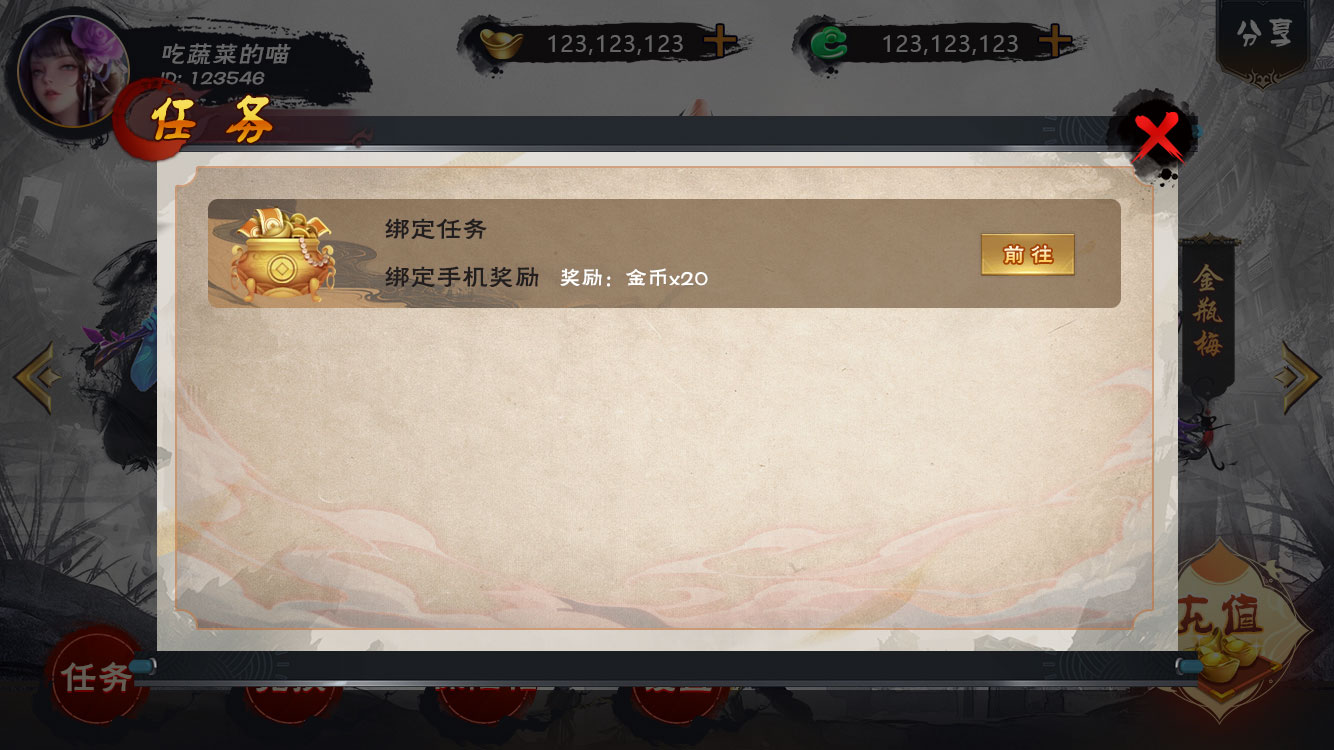 吃蔬菜的喵
ID: 123546
123,123,123
123,123,123
分享
任务
绑定任务
绑定手机奖励 奖励：金币x20
前往
金瓶梅
充值
任务